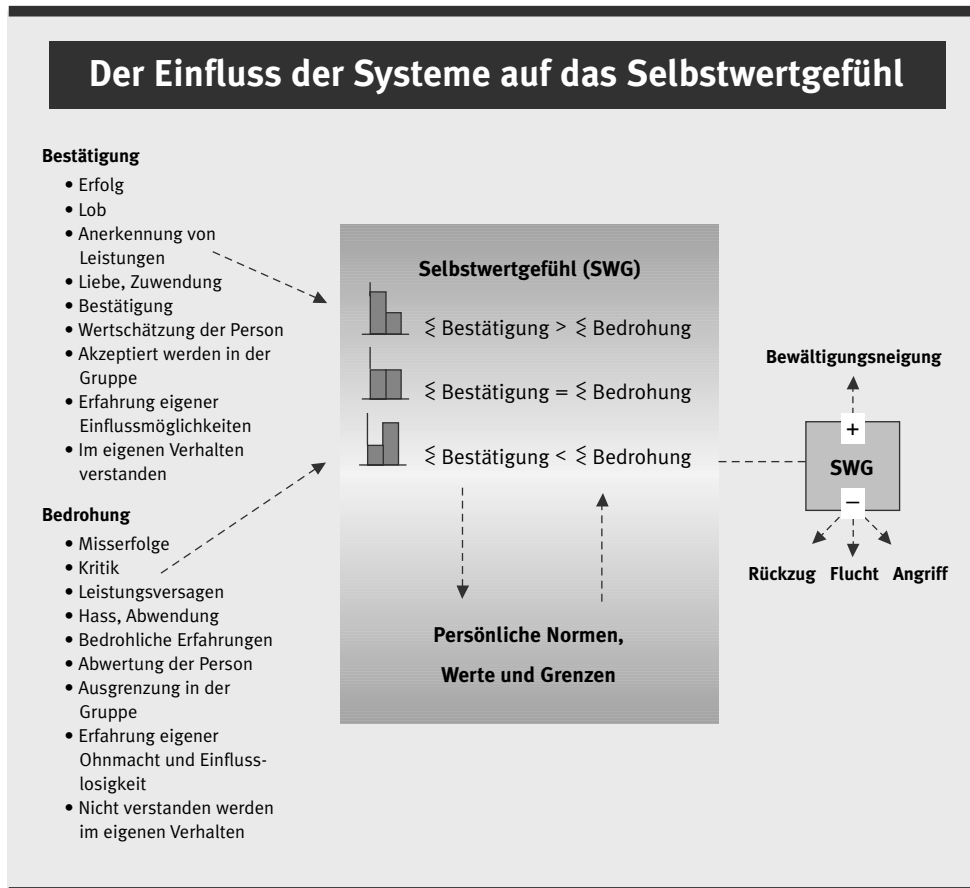 Der Einfluss der Systeme auf das Selbstwertgefühl
Bestätigung
• Erfolg
• Lob
• Anerkennung von
Leistungen
• Liebe, Zuwendung
• Bestätigung
• Wertschätzung der Person
• Akzeptiert werden in der
Gruppe
• Erfahrung eigener
Einflussmöglichkeiten
• Im eigenen Verhalten
verstanden
Bedrohung
• Misserfolge
• Kritik
• Leistungsversagen
• Hass, Abwendung
• Bedrohliche Erfahrungen
• Abwertung der Person
• Ausgrenzung in der
Gruppe
• Erfahrung eigener
Ohnmacht und Einfluss-
losigkeit
• Nicht verstanden werden
im eigenen Verhalten
Selbstwertgefühl (SWG)
≶ Bestätigung > ≶ Bedrohung
≶ Bestätigung = ≶ Bedrohung
≶ Bestätigung < ≶ Bedrohung
Persönliche Normen,
Werte und Grenzen
Bewältigungsneigung
+
SWG
–
Rückzug Flucht Angriff